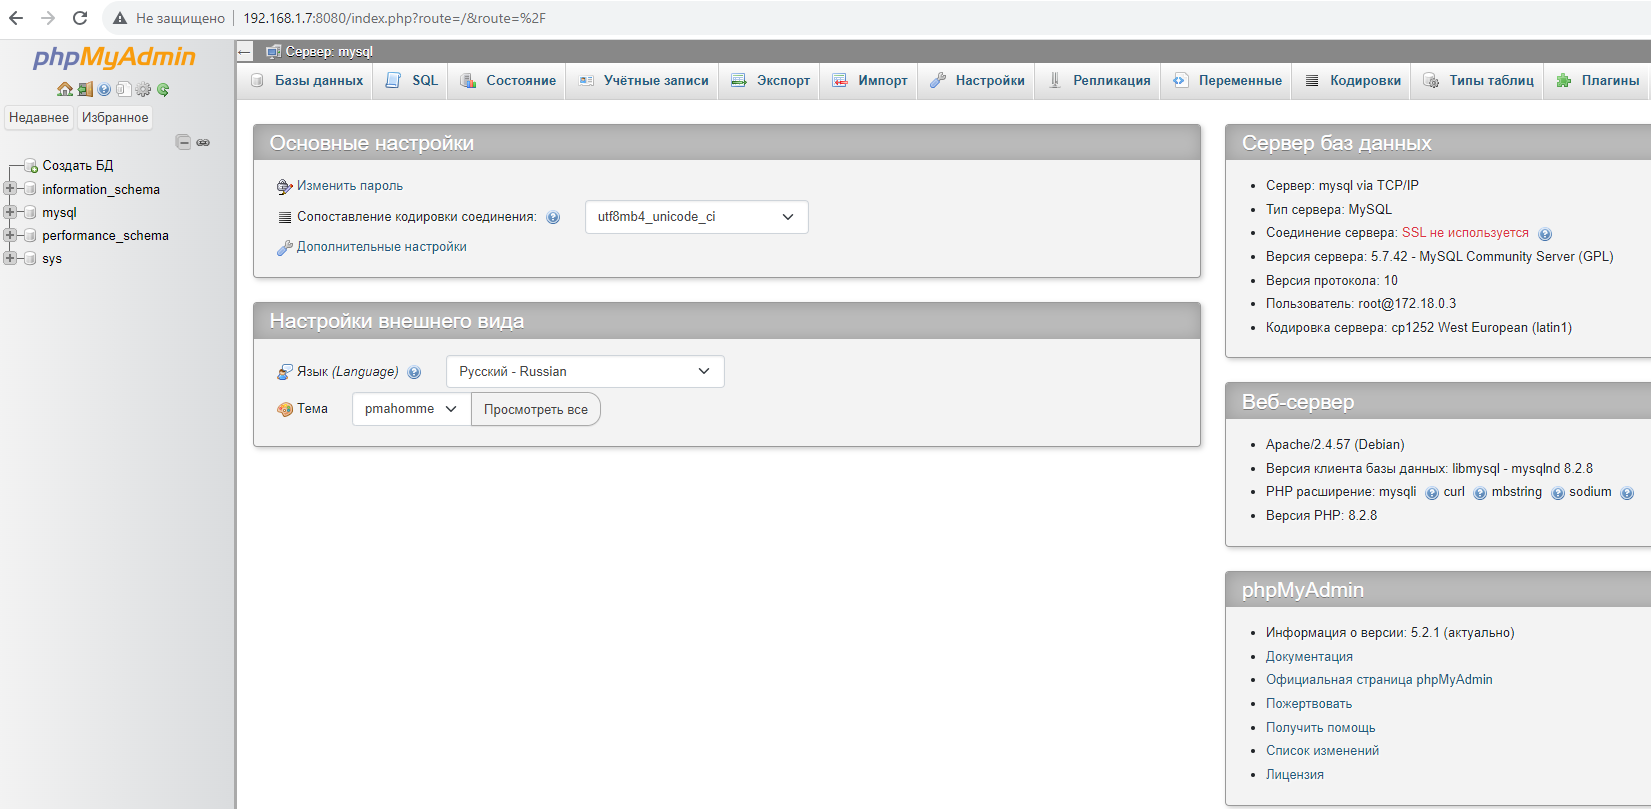 Не защищено 192.168.1.7:8080/index.php?route=/&route=%2F
phpMyAdmin
Недавнее Избранное
Создать БД
information_schema
mysql
performance_schema
sys
Сервер: mysql
Базы данных SQL Состояние Учётные записи Экспорт Импорт Настройки Репликация Переменные Кодировки Типы таблиц Плагины
Основные настройки
Изменить пароль
Сопоставление кодировки соединения: utf8mb4_unicode_ci
Дополнительные настройки
Настройки внешнего вида
Язык (Language) Русский - Russian
Тема pmahomme Просмотреть все
Сервер баз данных
Сервер: mysql via TCP/IP
Тип сервера: MySQL
Соединение сервера: SSL не используется
Версия сервера: 5.7.42 - MySQL Community Server (GPL)
Версия протокола: 10
Пользователь: root@172.18.0.3
Кодировка сервера: cp1252 West European (latin1)
Веб-сервер
Apache/2.4.57 (Debian)
Версия клиента базы данных: libmysql - mysqlnd 8.2.8
PHP расширение: mysqli curl mbstring sodium
Версия PHP: 8.2.8
phpMyAdmin
Информация о версии: 5.2.1 (актуально)
Документация
Официальная страница phpMyAdmin
Пожертвовать
Получить помощь
Список изменений
Лицензия